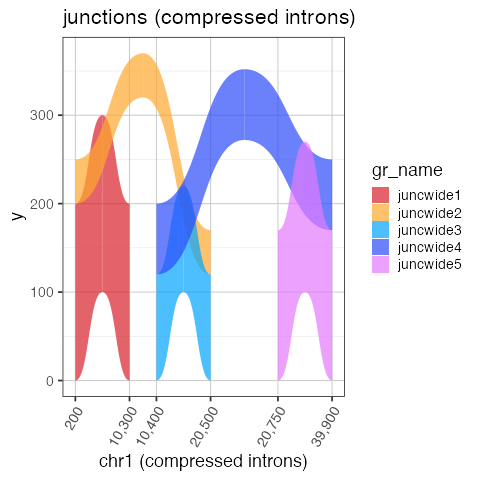 junctions (compressed introns)
y
300
200
100
0
200
10,300
10,400
20,500
20,750
39,900
chr1 (compressed introns)
gr_name
juncwide1
juncwide2
juncwide3
juncwide4
juncwide5